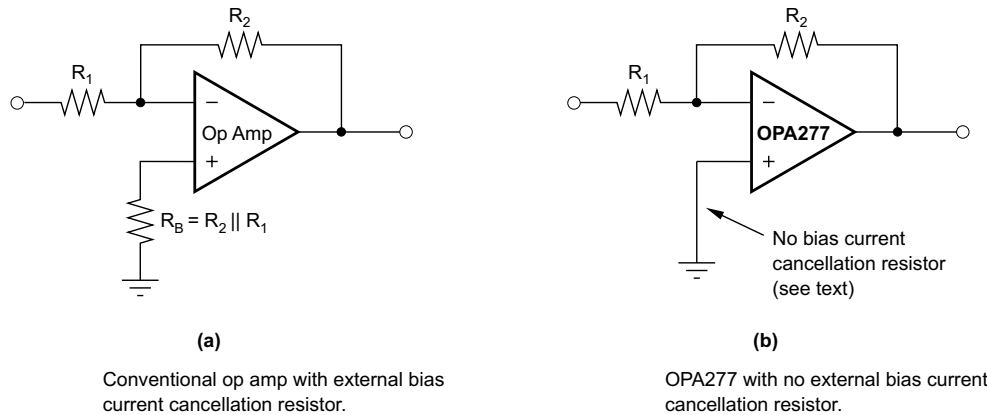 R2
R1
−
Op Amp
+
RB = R2 || R1
(a)
Conventional op amp with external bias
current cancellation resistor.
R2
R1
−
OPA277
+
No bias current
cancellation resistor
(see text)
(b)
OPA277 with no external bias current
cancellation resistor.